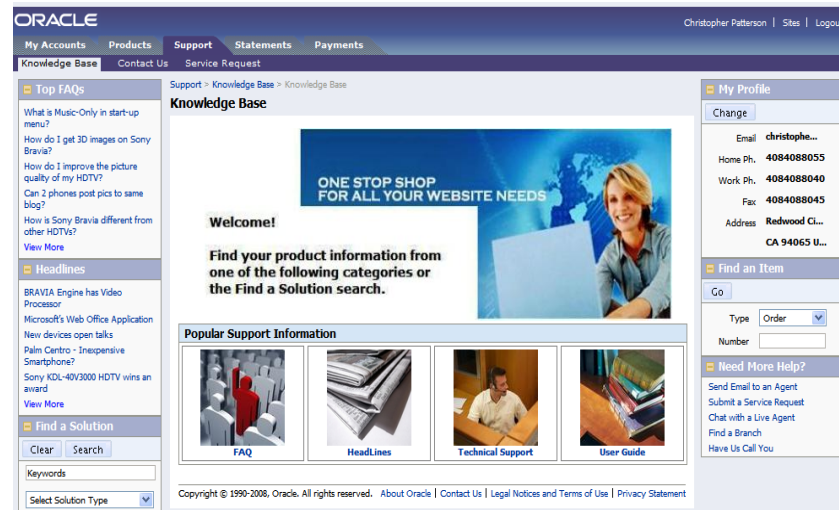 ORACLE
Christopher Patterson | Sites | Logou
My Accounts Products Support Statements Payments
Knowledge Base Contact Us Service Request
Top FAQs
What is Music-Only in start-up
menu?
How do I get 3D images on Sony
Bravia?
How do I improve the picture
quality of my HDTV?
Can 2 phones post pics to same
blog?
How is Sony Bravia different from
other HDTVs?
View More
Headlines
BRAVIA Engine has Video
Processor
Microsoft's Web Office Application
New devices open talks
Palm Centro - Inexpensive
Smartphone?
Sony KDL-40V3000 HDTV wins an
award
View More
Find a Solution
Clear Search
Keywords
Select Solution Type
Support > Knowledge Base > Knowledge Base
Knowledge Base
ONE STOP SHOP
FOR ALL YOUR WEBSITE NEEDS
Welcome!
Find your product information from
one of the following categories or
the Find a Solution search.
Popular Support Information
FAQ HeadLines Technical Support User Guide
Copyright © 1990-2008, Oracle. All rights reserved. About Oracle | Contact Us | Legal Notices and Terms of Use | Privacy Statement
My Profile
Change
Email christophe...
Home Ph. 4084088055
Work Ph. 4084088040
Fax 4084088045
Address Redwood Ci...
CA 94065 U...
Find an Item
Go
Type Order
Number
Need More Help?
Send Email to an Agent
Submit a Service Request
Chat with a Live Agent
Find a Branch
Have Us Call You